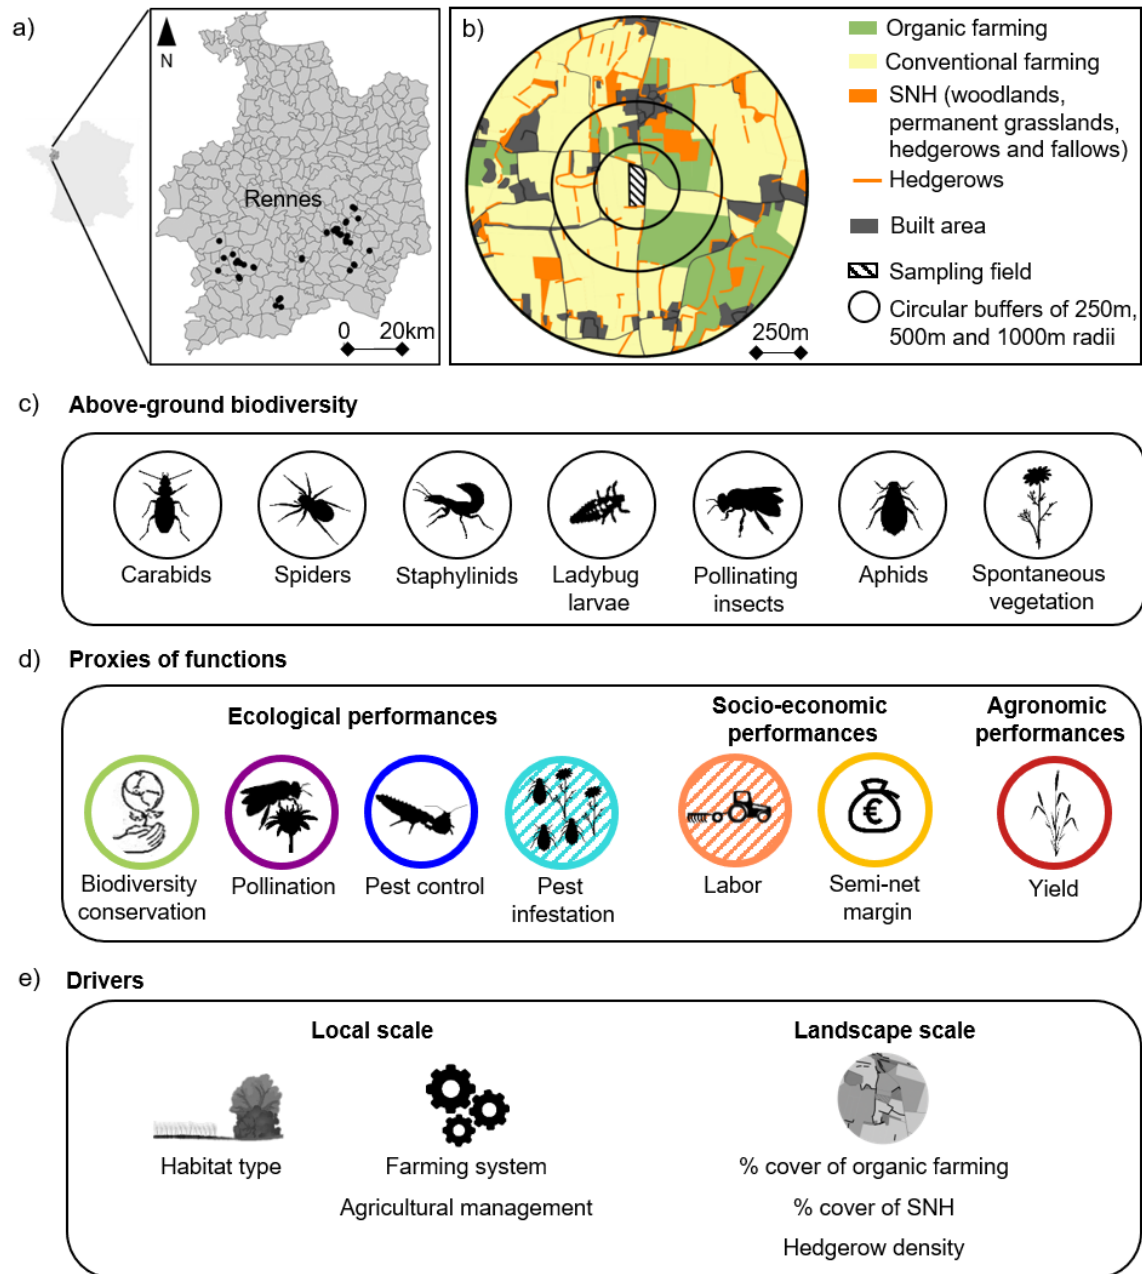 a)
N
Rennes
0 20km
b)
250m
Organic farming
Conventional farming
SNH (woodlands,
permanent grasslands,
hedgerows and fallows)
Hedgerows
Built area
Sampling field
Circular buffers of 250m,
500m and 1000m radii
c) Above-ground biodiversity
Carabids
Spiders
Staphylinids
Ladybug
larvae
Pollinating
insects
Aphids
Spontaneous
vegetation
d) Proxies of functions
Ecological performances
Socio-economic
performances
Agronomic
performances
Biodiversity
conservation
Pollination
Pest control
Pest
infestation
Labor
€
Semi-net
margin
Yield
e) Drivers
Local scale
Landscape scale
Habitat type
Farming system
Agricultural management
% cover of organic farming
% cover of SNH
Hedgerow density